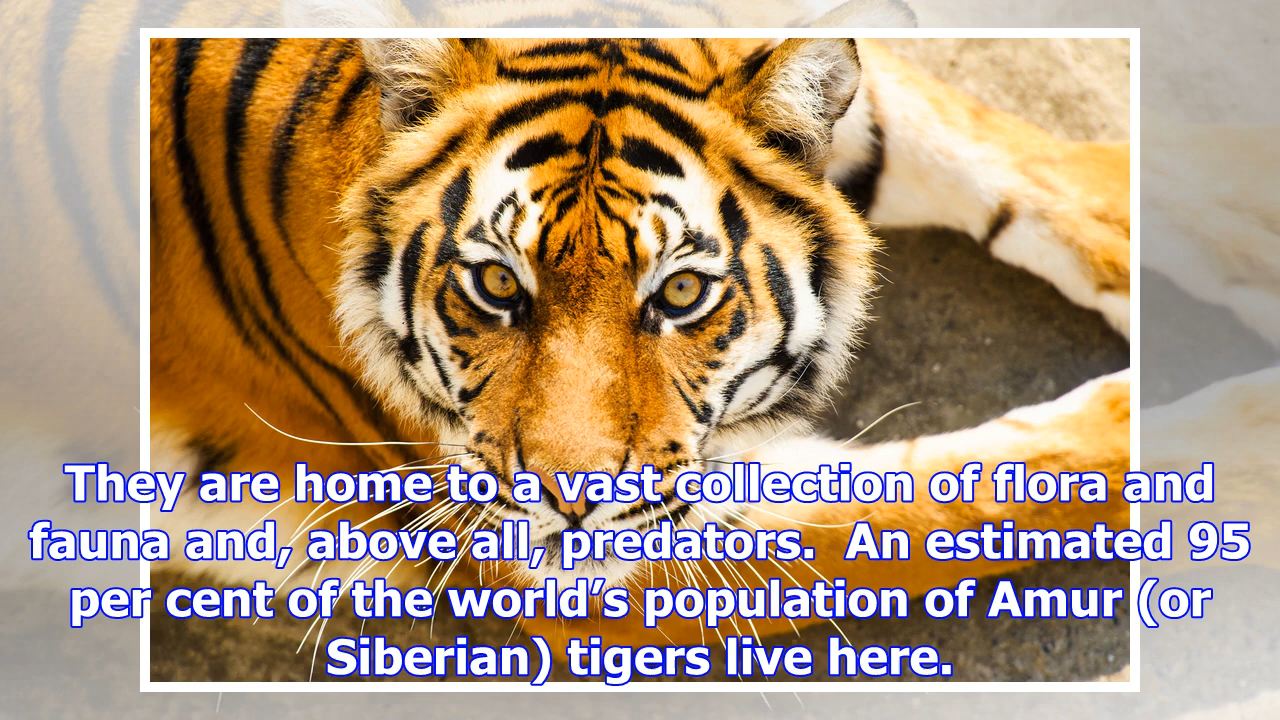 They are home to a vast collection of flora and
fauna and, above all, predators.  An estimated 95
per cent of the world’s population of Amur (or
Siberian) tigers live here.